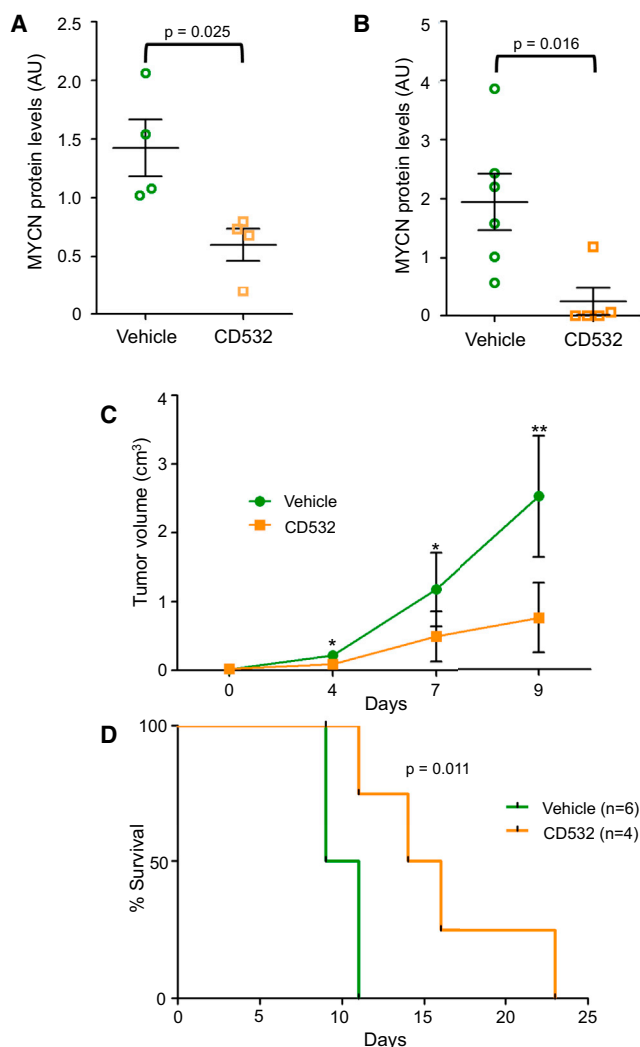 A
B
p = 0.025
p = 0.016
MYCN protein levels (AU)
2.5
2.0
1.5
1.0
0.5
0.0
Vehicle
CD532
MYCN protein levels (AU)
5
4
3
2
1
0
Vehicle
CD532
C
Tumor volume (cm³)
4
3
2
1
0
Vehicle
CD532
*
*
**
0
4
7
9
Days
D
% Survival
100
50
0
p = 0.011
Vehicle (n=6)
CD532 (n=4)
0
5
10
15
20
25
Days